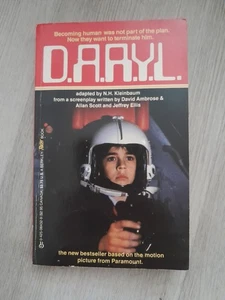 Becoming human was not part of the plan.
Now they want to terminate him.
D.A.R.Y.L.
adapted by N.H. Kleinbaum
from a screenplay written by David Ambrose &
Allan Scott and Jeffrey Ellis
the new bestseller based on the motion
picture from Paramount.